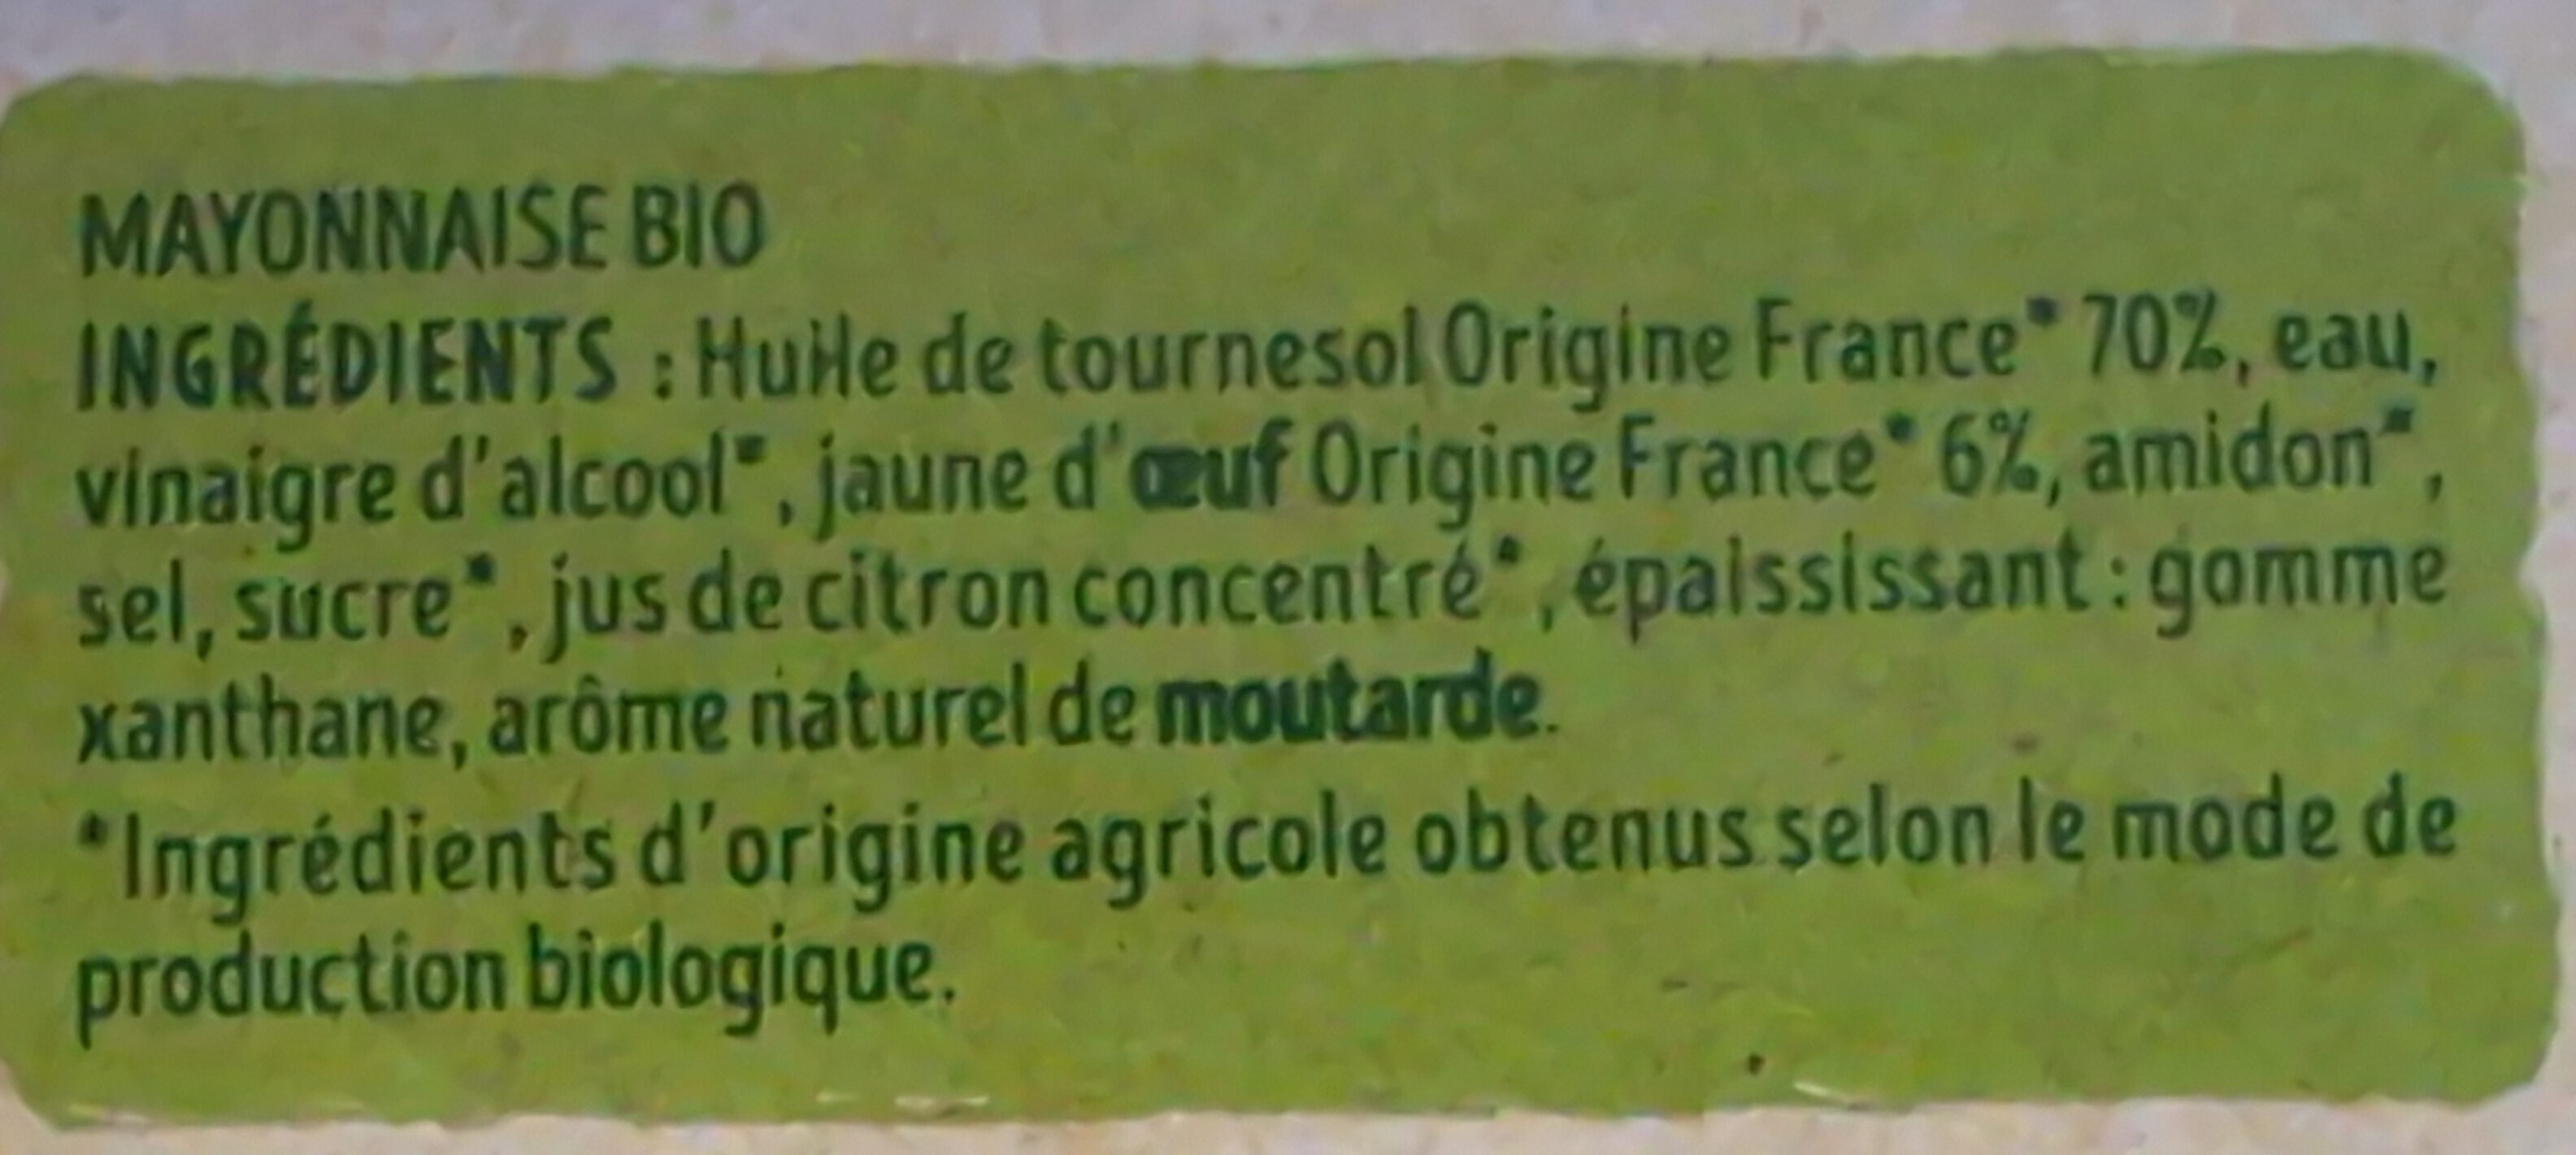 MAYONNAISE BIO
INGRÉDIENTS : Huile de tournesol Origine France* 70%, eau,
vinaigre d'alcool*, jaune d'œuf Origine France* 6%, amidon*,
sel, sucre*, jus de citron concentré*, épaississant : gomme
xanthane, arôme naturel de moutarde.
*Ingrédients d'origine agricole obtenus selon le mode de
production biologique.